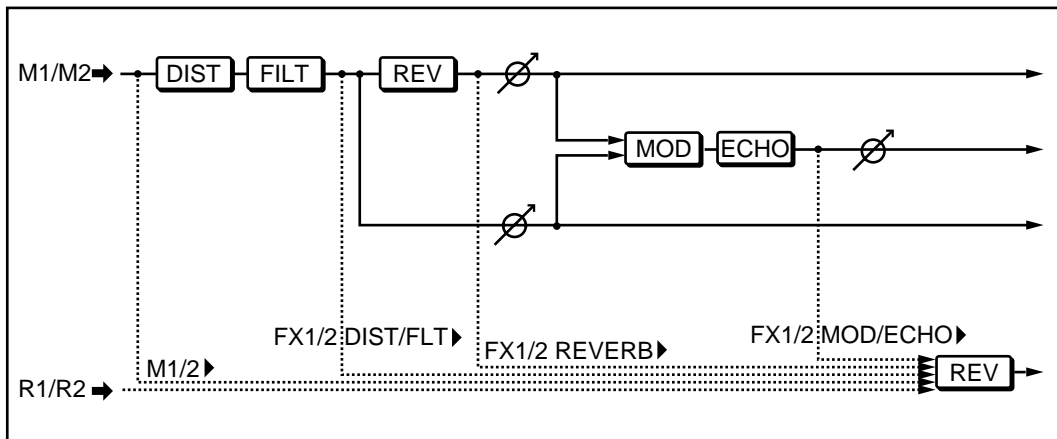 M1/M2
DIST
FILT
REV
MOD
ECHO
FX1/2 DIST/FLT
FX1/2 MOD/ECHO
FX1/2 REVERB
M1/2
REV
R1/R2